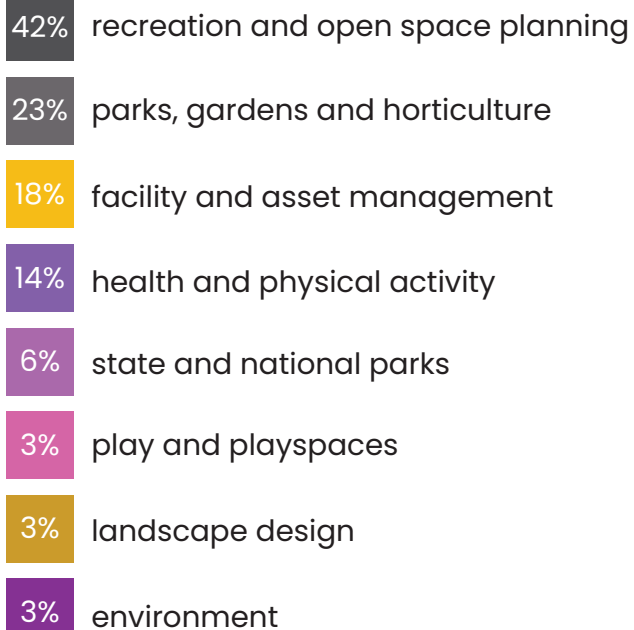 42% recreation and open space planning
23% parks, gardens and horticulture
18% facility and asset management
14% health and physical activity
6% state and national parks
3% play and playspaces
3% landscape design
3% environment